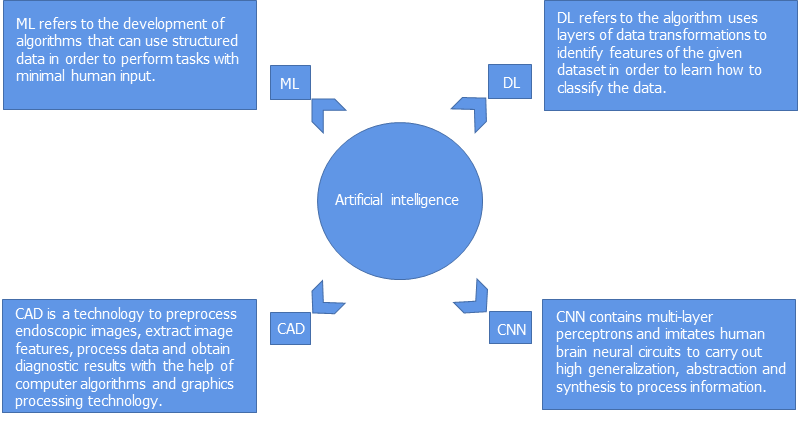 ML refers to the development of
algorithms that can use structured
data in order to perform tasks with
minimal human input.
ML
DL
DL refers to the algorithm uses
layers of data transformations to
identify features of the given
dataset in order to learn how to
classify the data.
Artificial intelligence
CAD is a technology to preprocess
endoscopic images, extract image
features, process data and obtain
diagnostic results with the help of
computer algorithms and graphics
processing technology.
CAD
CNN
CNN contains multi-layer
perceptrons and imitates human
brain neural circuits to carry out
high generalization, abstraction and
synthesis to process information.